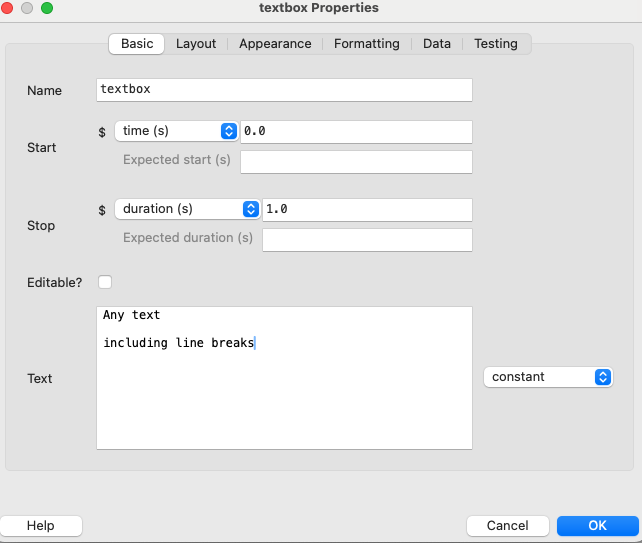 textbox Properties
Basic Layout Appearance Formatting Data Testing
Name textbox
Start $ time (s) 0.0
Expected start (s)
Stop $ duration (s) 1.0
Expected duration (s)
Editable?
Text
Any text
including line breaks
constant
Help Cancel OK